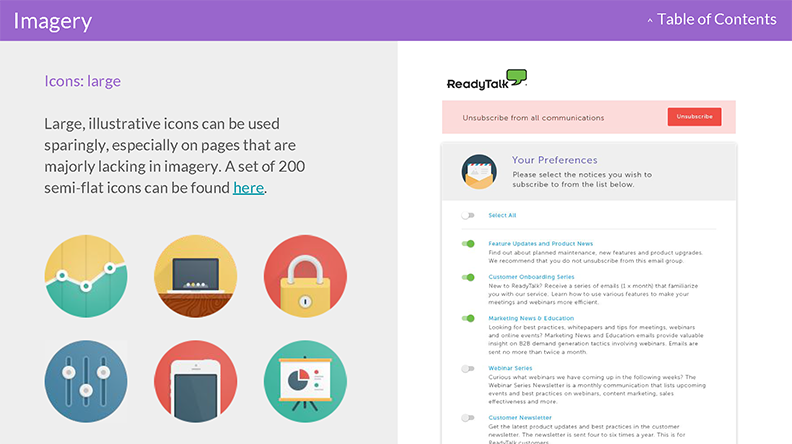 Imagery
^ Table of Contents
Icons: large
Large, illustrative icons can be used
sparingly, especially on pages that are
majorly lacking in imagery. A set of 200
semi-flat icons can be found here.
ReadyTalk
Unsubscribe from all communications
Unsubscribe
Your Preferences
Please select the notices you wish to
subscribe to from the list below.
Select All
Feature Updates and Product News
Find out about planned maintenance, new features and product upgrades.
We recommend that you do not unsubscribe from this email group.
Customer Onboarding Series
New to ReadyTalk? Receive a series of emails (1 x month) that familiarize
you with our service. Learn how to use various features to make your
meetings and webinars more efficient.
Marketing News & Education
Looking for best practices, whitepapers and tips for meetings, webinars
and online events? Marketing News and Education emails provide valuable
insight on B2B demand generation tactics involving webinars. Emails are
sent no more than twice a month.
Webinar Series
Curious what webinars we have coming up in the following weeks? The
Webinar Series Newsletter is a monthly communication that lists upcoming
events and best practices on webinars, content marketing, sales
effectiveness and more.
Customer Newsletter
Get the latest product updates and best practices in the customer
newsletter. The newsletter is sent four to six times a year. This is for
ReadyTalk customers.